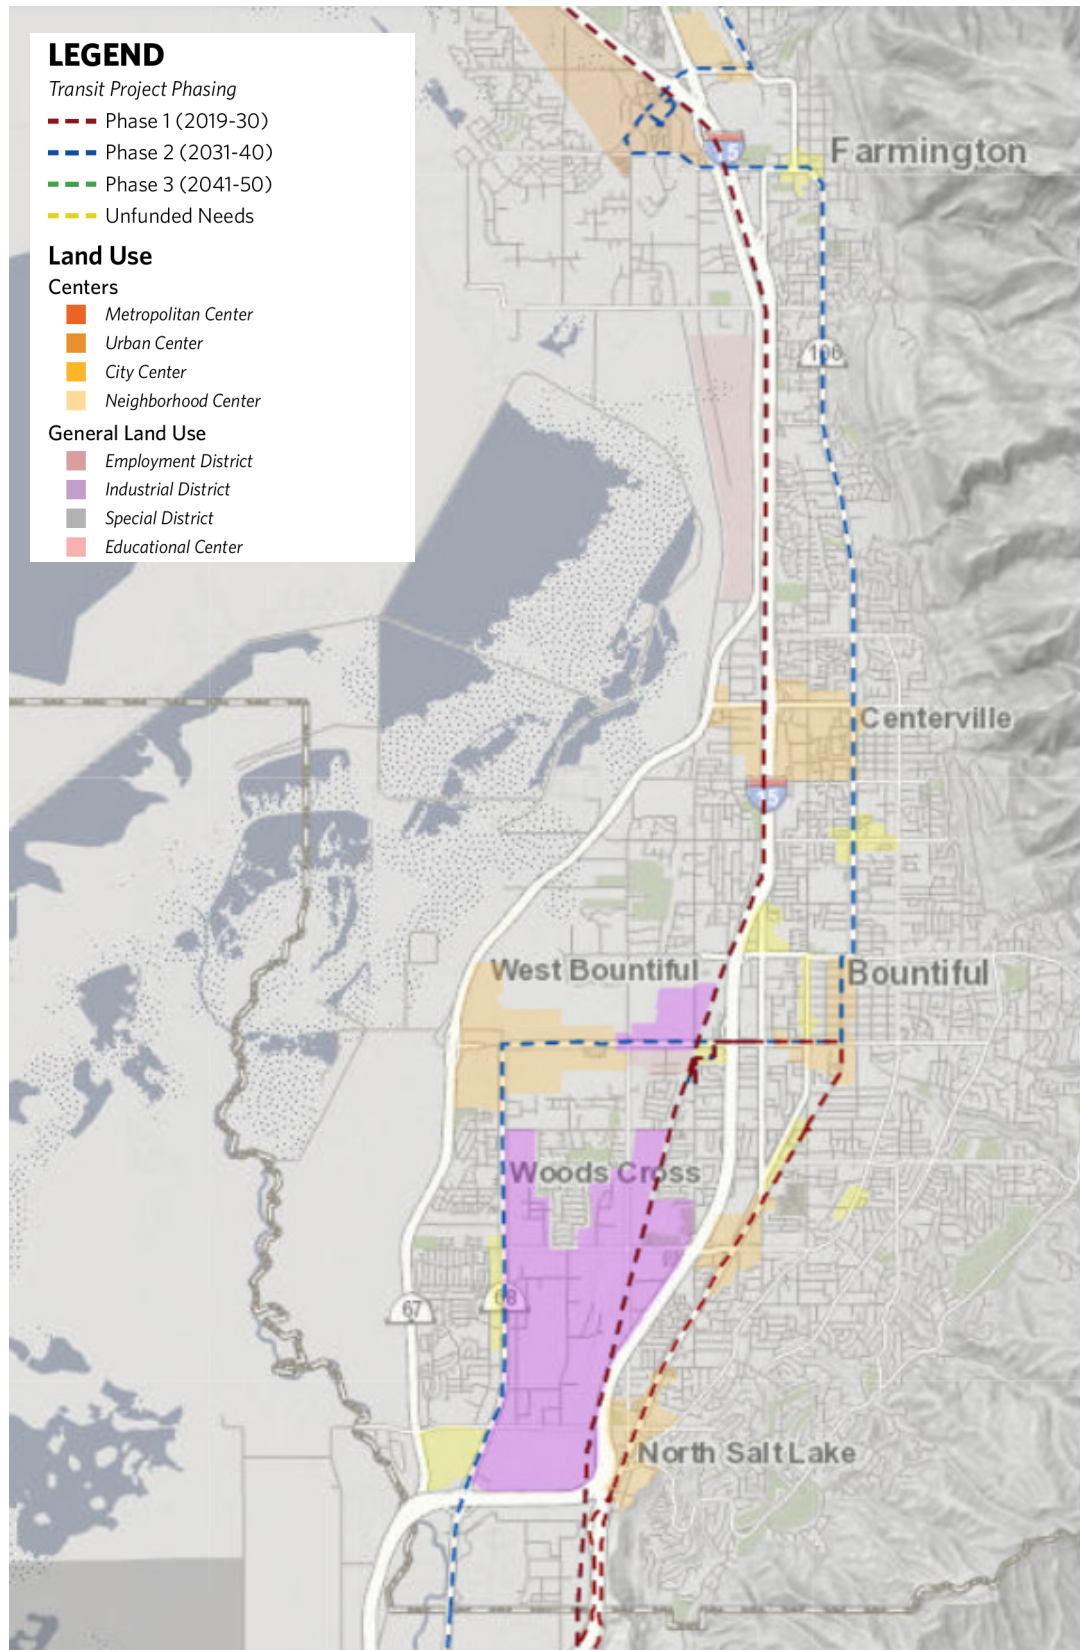 LEGEND
Transit Project Phasing
Phase 1 (2019-30)
Phase 2 (2031-40)
Phase 3 (2041-50)
Unfunded Needs
Land Use
Centers
Metropolitan Center
Urban Center
City Center
Neighborhood Center
General Land Use
Employment District
Industrial District
Special District
Educational Center
15
Farmington
106
Centerville
15
West Bountiful
Bountiful
Woods Cross
68
67
North Salt Lake